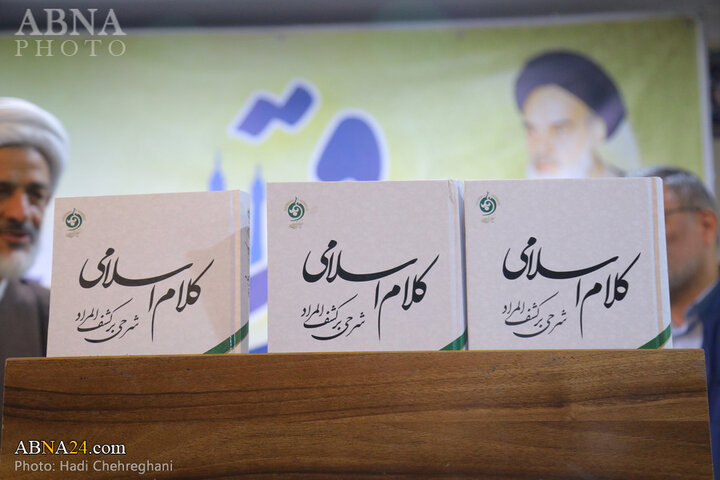 ABNA
PHOTO
کلام اسلامی
شرحی بر کشف المراد
کلام اسلامی
شرحی بر کشف المراد
کلام اسلامی
شرحی بر کشف المراد
ABNA24.com
Photo: Hadi Chehreghani